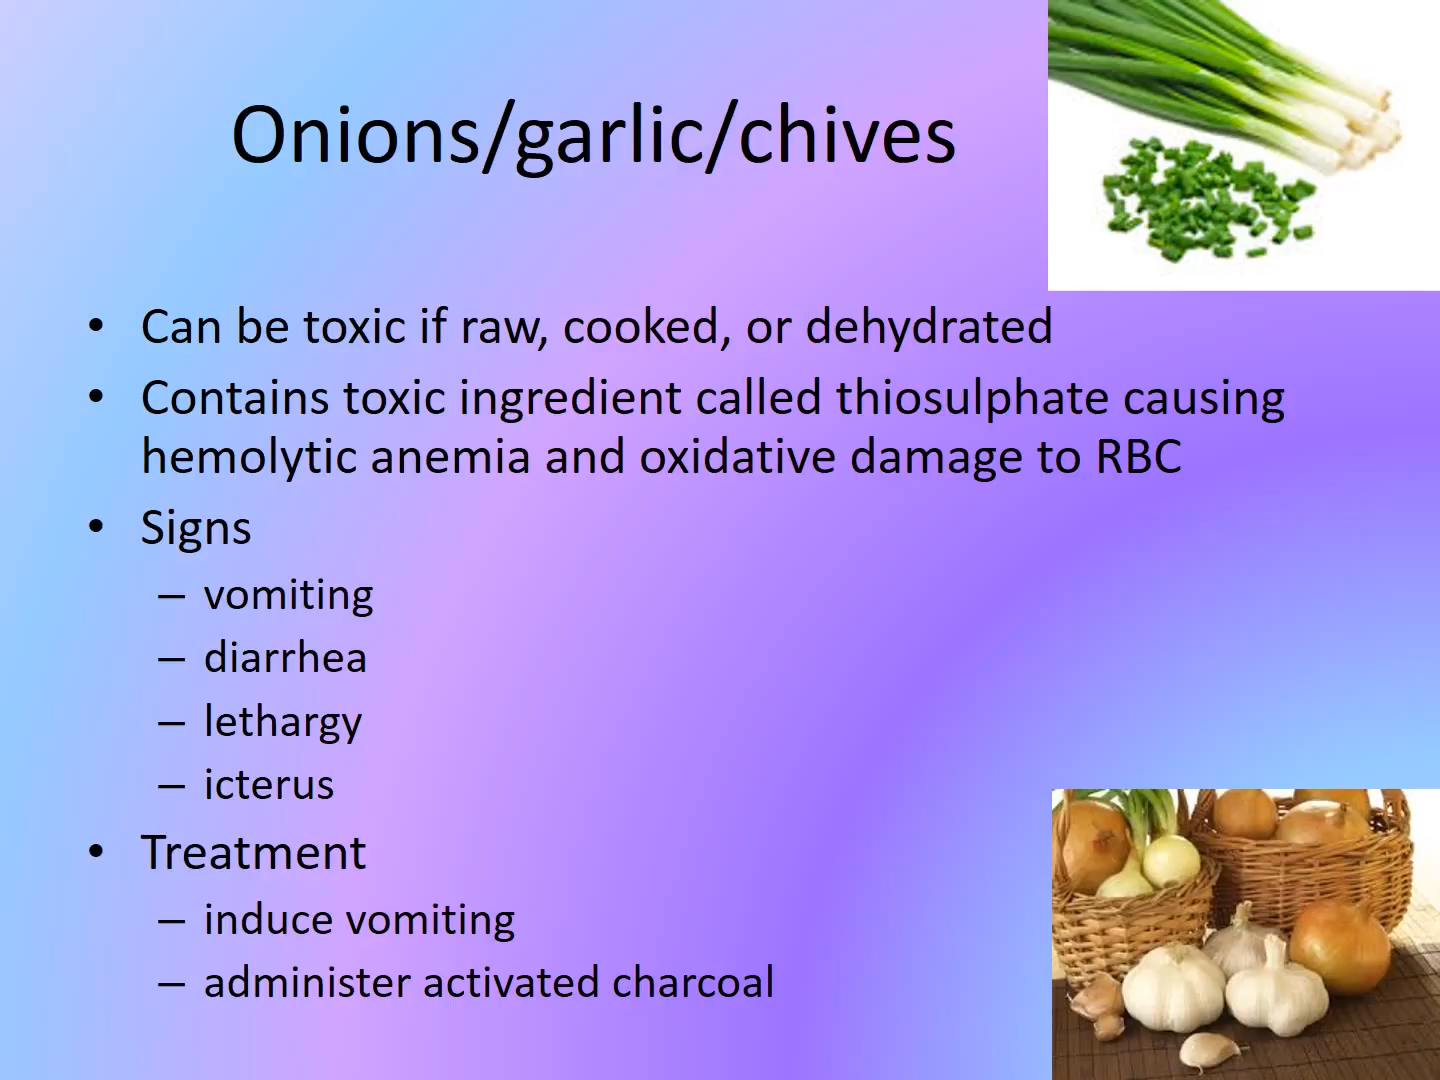 Onions/garlic/chives
• Can be toxic if raw, cooked, or dehydrated
• Contains toxic ingredient called thiosulphate causing
hemolytic anemia and oxidative damage to RBC
• Signs
– vomiting
– diarrhea
– lethargy
– icterus
• Treatment
– induce vomiting
– administer activated charcoal